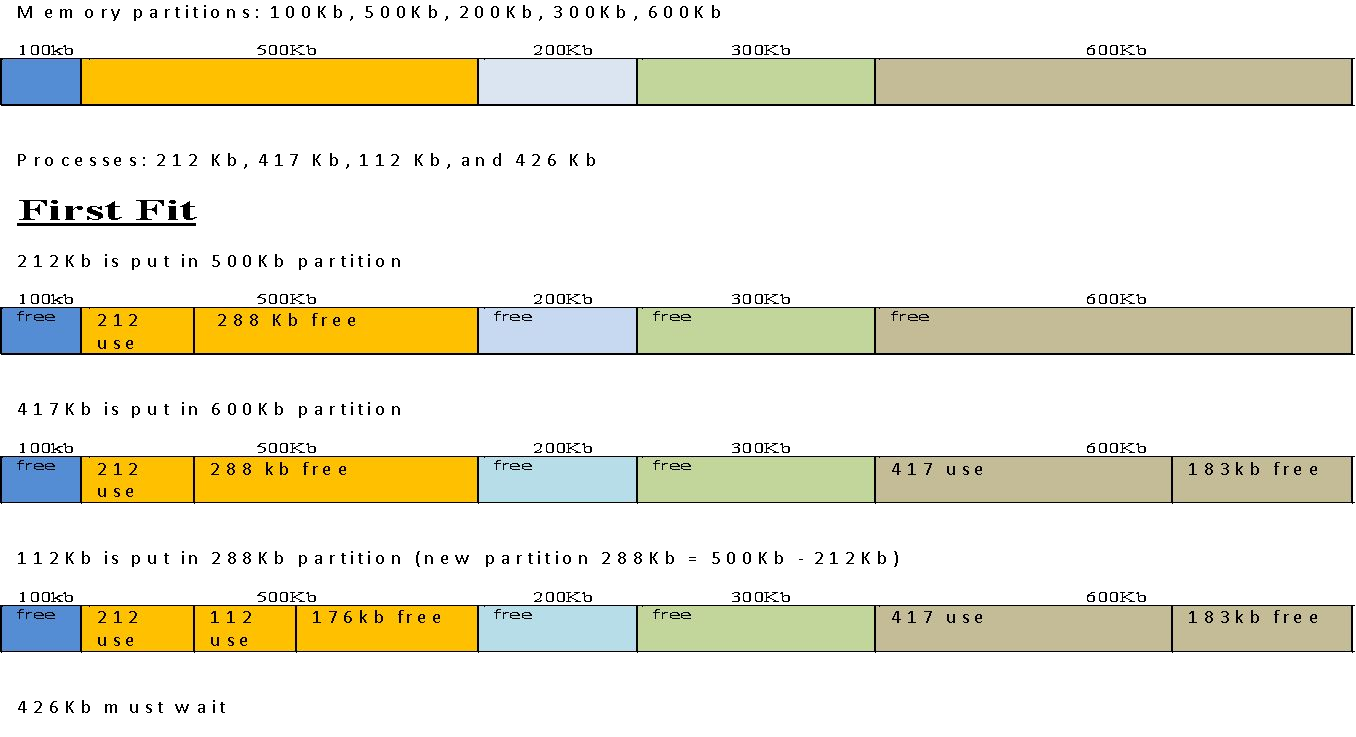 Memory partitions: 100Kb, 500Kb, 200Kb, 300Kb, 600Kb
100kb 500Kb 200Kb 300Kb 600Kb
Processes: 212 Kb, 417 Kb, 112 Kb, and 426 Kb
First Fit
212Kb is put in 500Kb partition
100kb 500Kb 200Kb 300Kb 600Kb
free 212 288 Kb free free free free
use
417Kb is put in 600Kb partition
100kb 500Kb 200Kb 300Kb 600Kb
free 212 288 kb free free free 417 use 183kb free
use
112Kb is put in 288Kb partition (new partition 288Kb = 500Kb - 212Kb)
100kb 500Kb 200Kb 300Kb 600Kb
free 212 112 176kb free free free 417 use 183kb free
use use
426Kb must wait